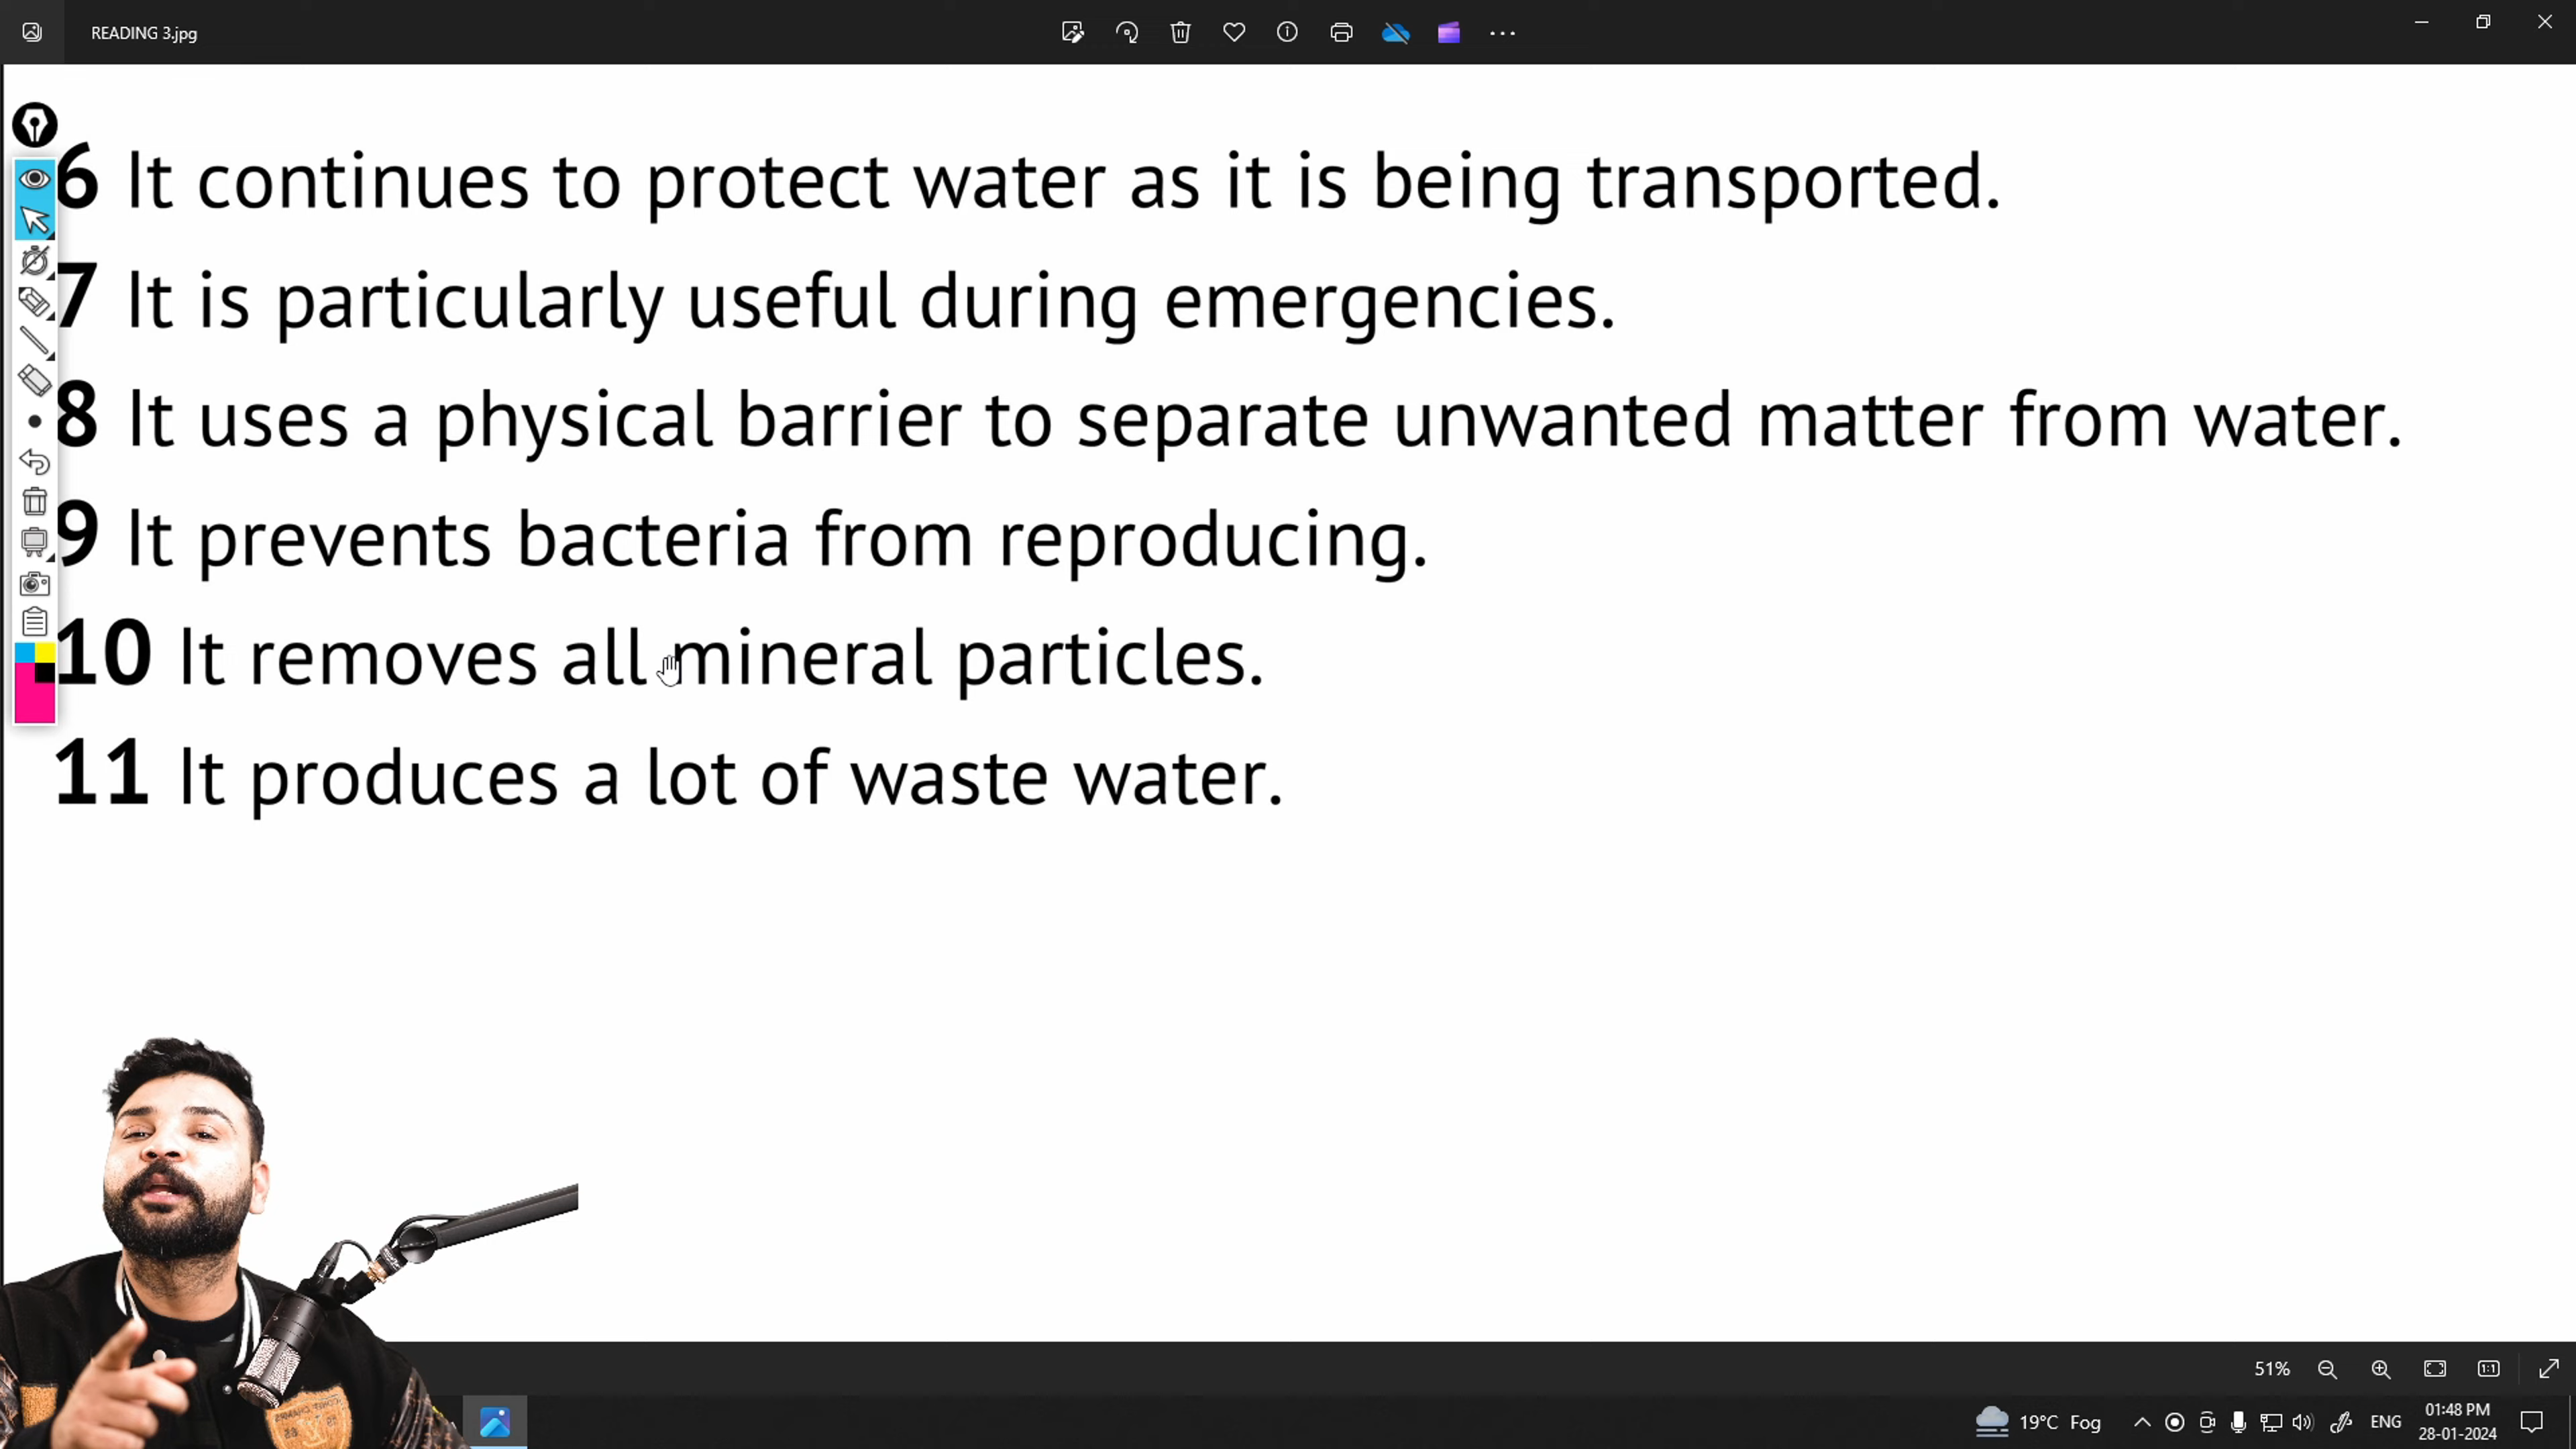 READING 3.jpg
6 It continues to protect water as it is being transported.
7 It is particularly useful during emergencies.
8 It uses a physical barrier to separate unwanted matter from water.
9 It prevents bacteria from reproducing.
10 It removes all mineral particles.
11 It produces a lot of waste water.
51%
1:1
19°C Fog
ENG
01:48 PM
28-01-2024